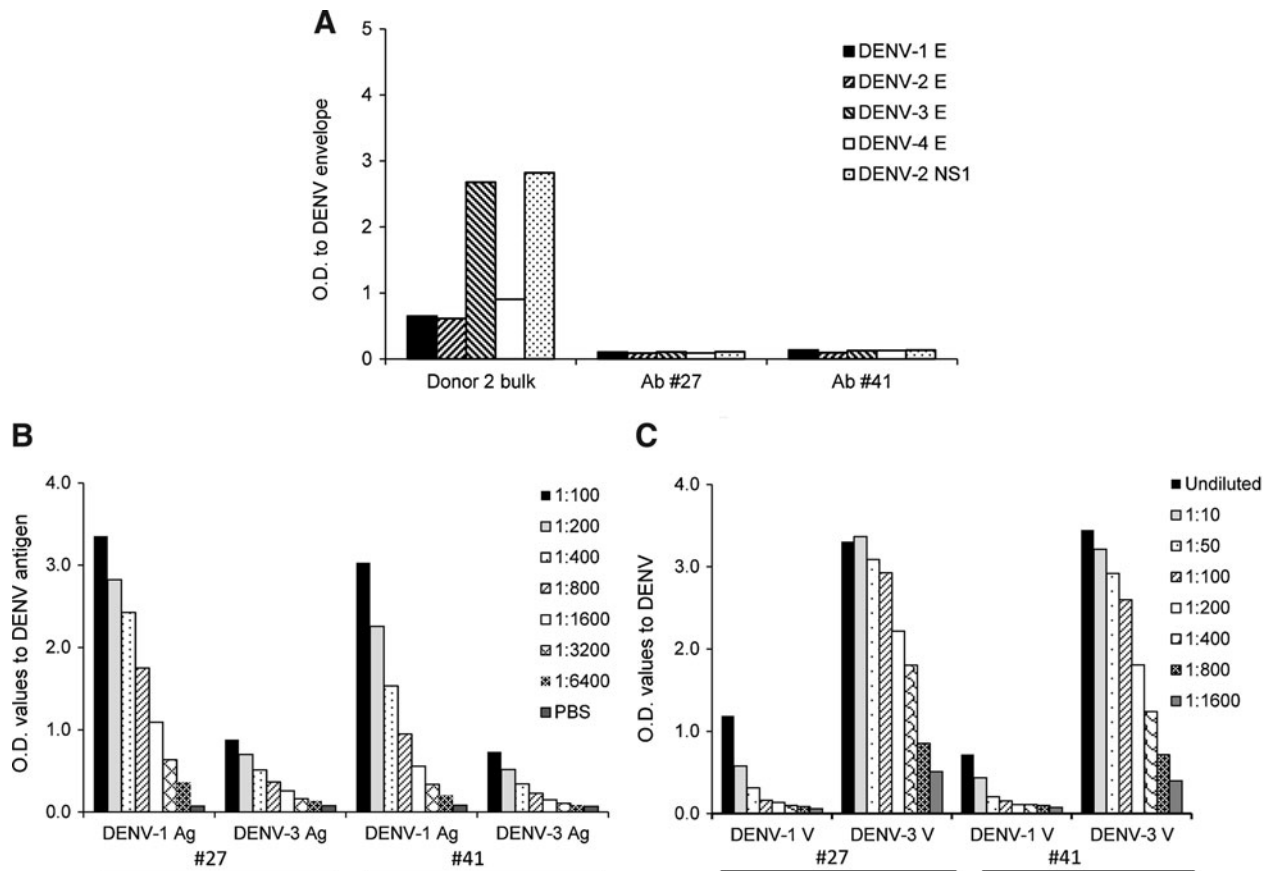 A
O.D. to DENV envelope
5
4
3
2
1
0
DENV-1 E
DENV-2 E
DENV-3 E
DENV-4 E
DENV-2 NS1
Donor 2 bulk
Ab #27
Ab #41
B
O.D. values to DENV antigen
4.0
3.0
2.0
1.0
0.0
1:100
1:200
1:400
1:800
1:1600
1:3200
1:6400
PBS
DENV-1 Ag
DENV-3 Ag
DENV-1 Ag
DENV-3 Ag
#27
#41
C
O.D. values to DENV
4.0
3.0
2.0
1.0
0.0
Undiluted
1:10
1:50
1:100
1:200
1:400
1:800
1:1600
DENV-1 V
DENV-3 V
DENV-1 V
DENV-3 V
#27
#41